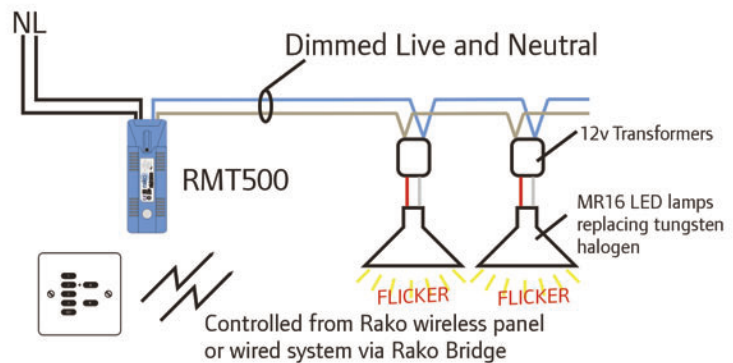 NL
Dimmed Live and Neutral
12v Transformers
RMT500
MR16 LED lamps
replacing tungsten
halogen
FLICKER
FLICKER
Controlled from Rako wireless panel
or wired system via Rako Bridge